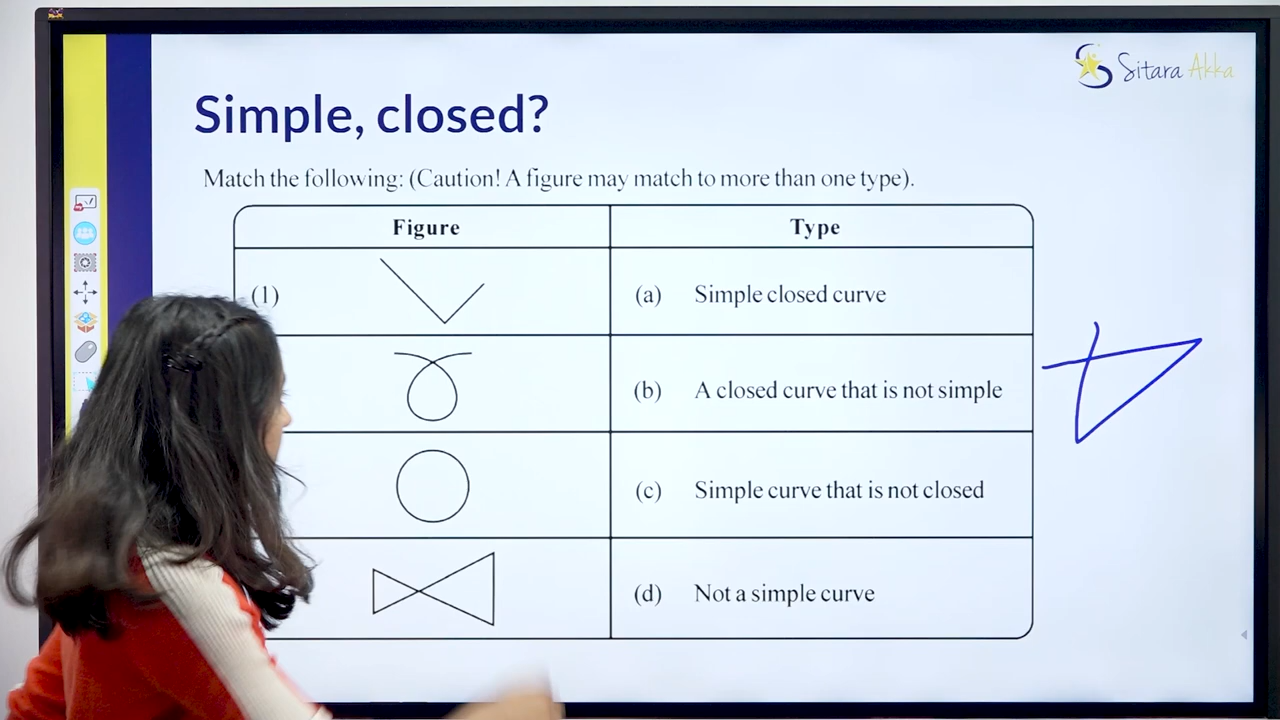 Sitara Akka
Simple, closed?
Match the following: (Caution! A figure may match to more than one type).
Figure Type
(1) (a) Simple closed curve
(b) A closed curve that is not simple
(c) Simple curve that is not closed
(d) Not a simple curve